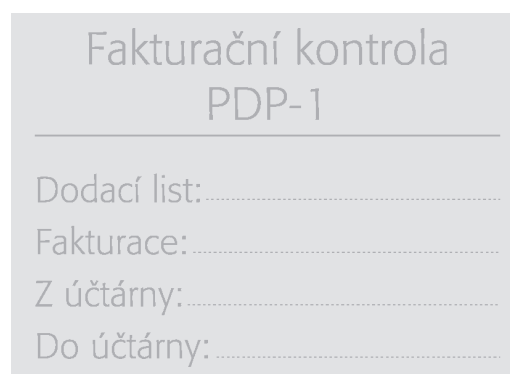 Fakturační kontrola
PDP-1
Dodací list:
Fakturace:
Z účtárny:
Do účtárny: